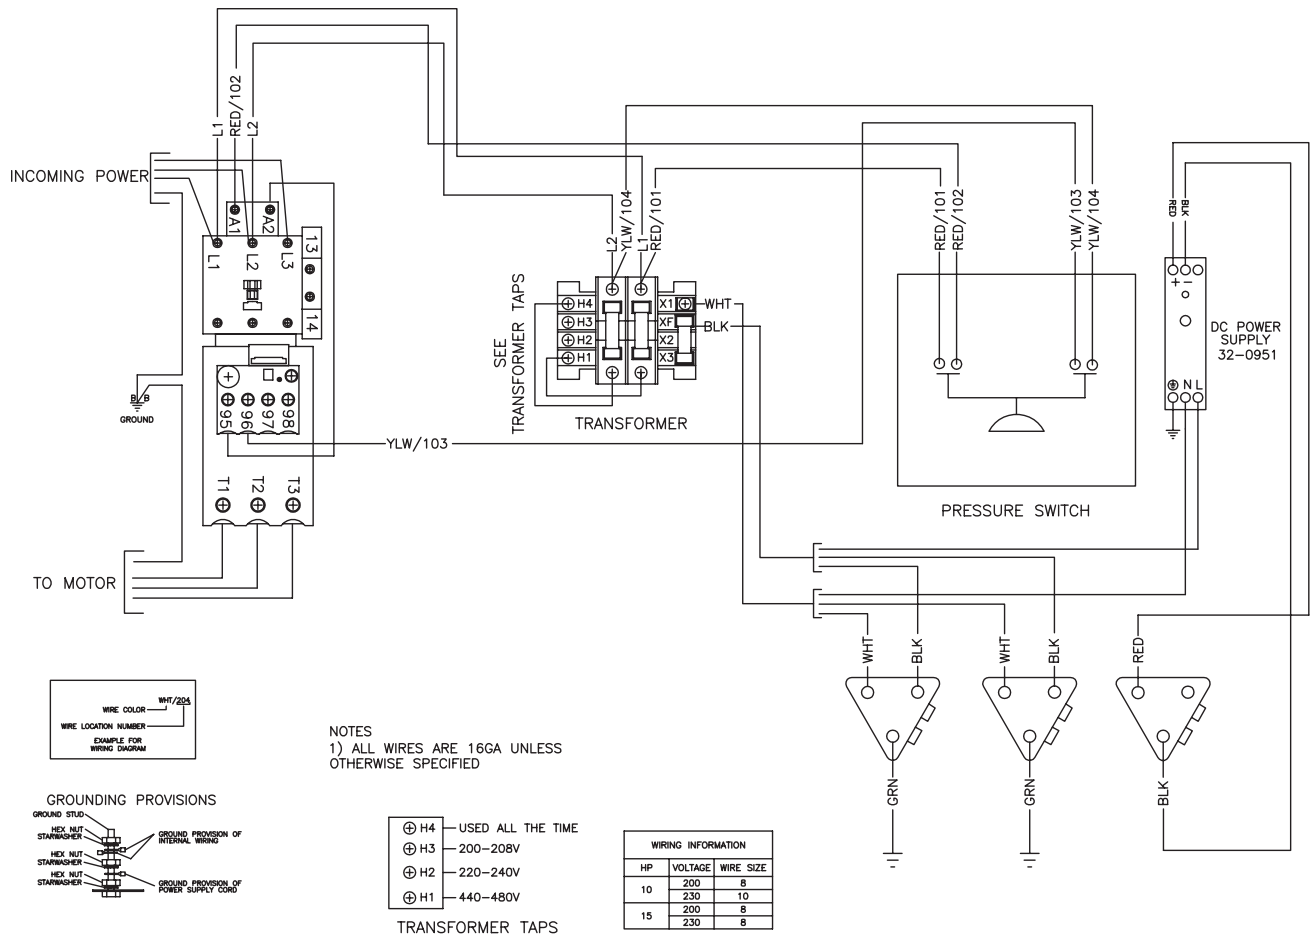 L1
RED/102
L2
INCOMING POWER
A1
A2
L1
L2
L3
13
14
95
96
97
98
T1
T2
T3
B
B
GROUND
TO MOTOR
YLW/103
L2
YLW/104
L1
RED/101
SEE
TRANSFORMER TAPS
H4
H3
H2
H1
X1
XF
X2
X3
WHT
BLK
TRANSFORMER
RED/101
RED/102
YLW/103
YLW/104
PRESSURE SWITCH
RED
BLK
+ −
N L
DC POWER
SUPPLY
32-0951
WHT
BLK
WHT
BLK
RED
GRN
GRN
BLK
WHT/204
WIRE COLOR
WIRE LOCATION NUMBER
EXAMPLE FOR
WIRING DIAGRAM
NOTES
1) ALL WIRES ARE 16GA UNLESS
OTHERWISE SPECIFIED
GROUNDING PROVISIONS
GROUND STUD
HEX NUT
STARWASHER
HEX NUT
STARWASHER
HEX NUT
STARWASHER
GROUND PROVISION OF
INTERNAL WIRING
GROUND PROVISION OF
POWER SUPPLY CORD
H4 USED ALL THE TIME
H3 200-208V
H2 220-240V
H1 440-480V
TRANSFORMER TAPS
WIRING INFORMATION
HP VOLTAGE WIRE SIZE
10 200 8
230 10
15 200 8
230 8